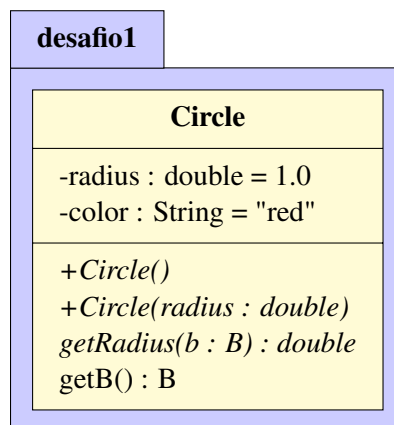 desafio1
Circle
-radius : double = 1.0
-color : String = "red"
+Circle()
+Circle(radius : double)
getRadius(b : B) : double
getB() : B